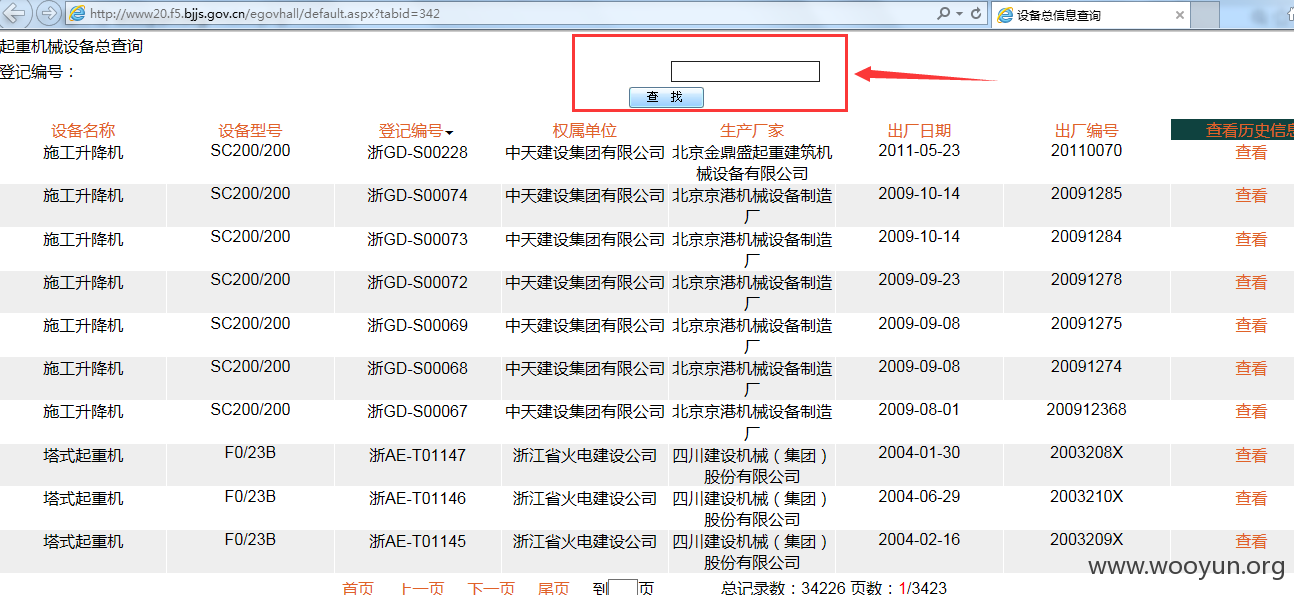 http://www20.f5.bjjs.gov.cn/egovhall/default.aspx?tabid=342 设备总信息查询
起重机械设备总查询
登记编号：
查 找
设备名称 设备型号 登记编号 权属单位 生产厂家 出厂日期 出厂编号 查看历史信息
施工升降机 SC200/200 浙GD-S00228 中天建设集团有限公司 北京金鼎盛起重建筑机 2011-05-23 20110070 查看
械设备有限公司
施工升降机 SC200/200 浙GD-S00074 中天建设集团有限公司 北京京港机械设备制造 2009-10-14 20091285 查看
厂
施工升降机 SC200/200 浙GD-S00073 中天建设集团有限公司 北京京港机械设备制造 2009-10-14 20091284 查看
厂
施工升降机 SC200/200 浙GD-S00072 中天建设集团有限公司 北京京港机械设备制造 2009-09-23 20091278 查看
厂
施工升降机 SC200/200 浙GD-S00069 中天建设集团有限公司 北京京港机械设备制造 2009-09-08 20091275 查看
厂
施工升降机 SC200/200 浙GD-S00068 中天建设集团有限公司 北京京港机械设备制造 2009-09-08 20091274 查看
厂
施工升降机 SC200/200 浙GD-S00067 中天建设集团有限公司 北京京港机械设备制造 2009-08-01 200912368 查看
厂
塔式起重机 F0/23B 浙AE-T01147 浙江省火电建设公司 四川建设机械（集团） 2004-01-30 2003208X 查看
股份有限公司
塔式起重机 F0/23B 浙AE-T01146 浙江省火电建设公司 四川建设机械（集团） 2004-06-29 2003210X 查看
股份有限公司
塔式起重机 F0/23B 浙AE-T01145 浙江省火电建设公司 四川建设机械（集团） 2004-02-16 2003209X 查看
股份有限公司
www.wooyun.org
首页 上一页 下一页 尾页 到 页 总记录数：34226 页数：1/3423